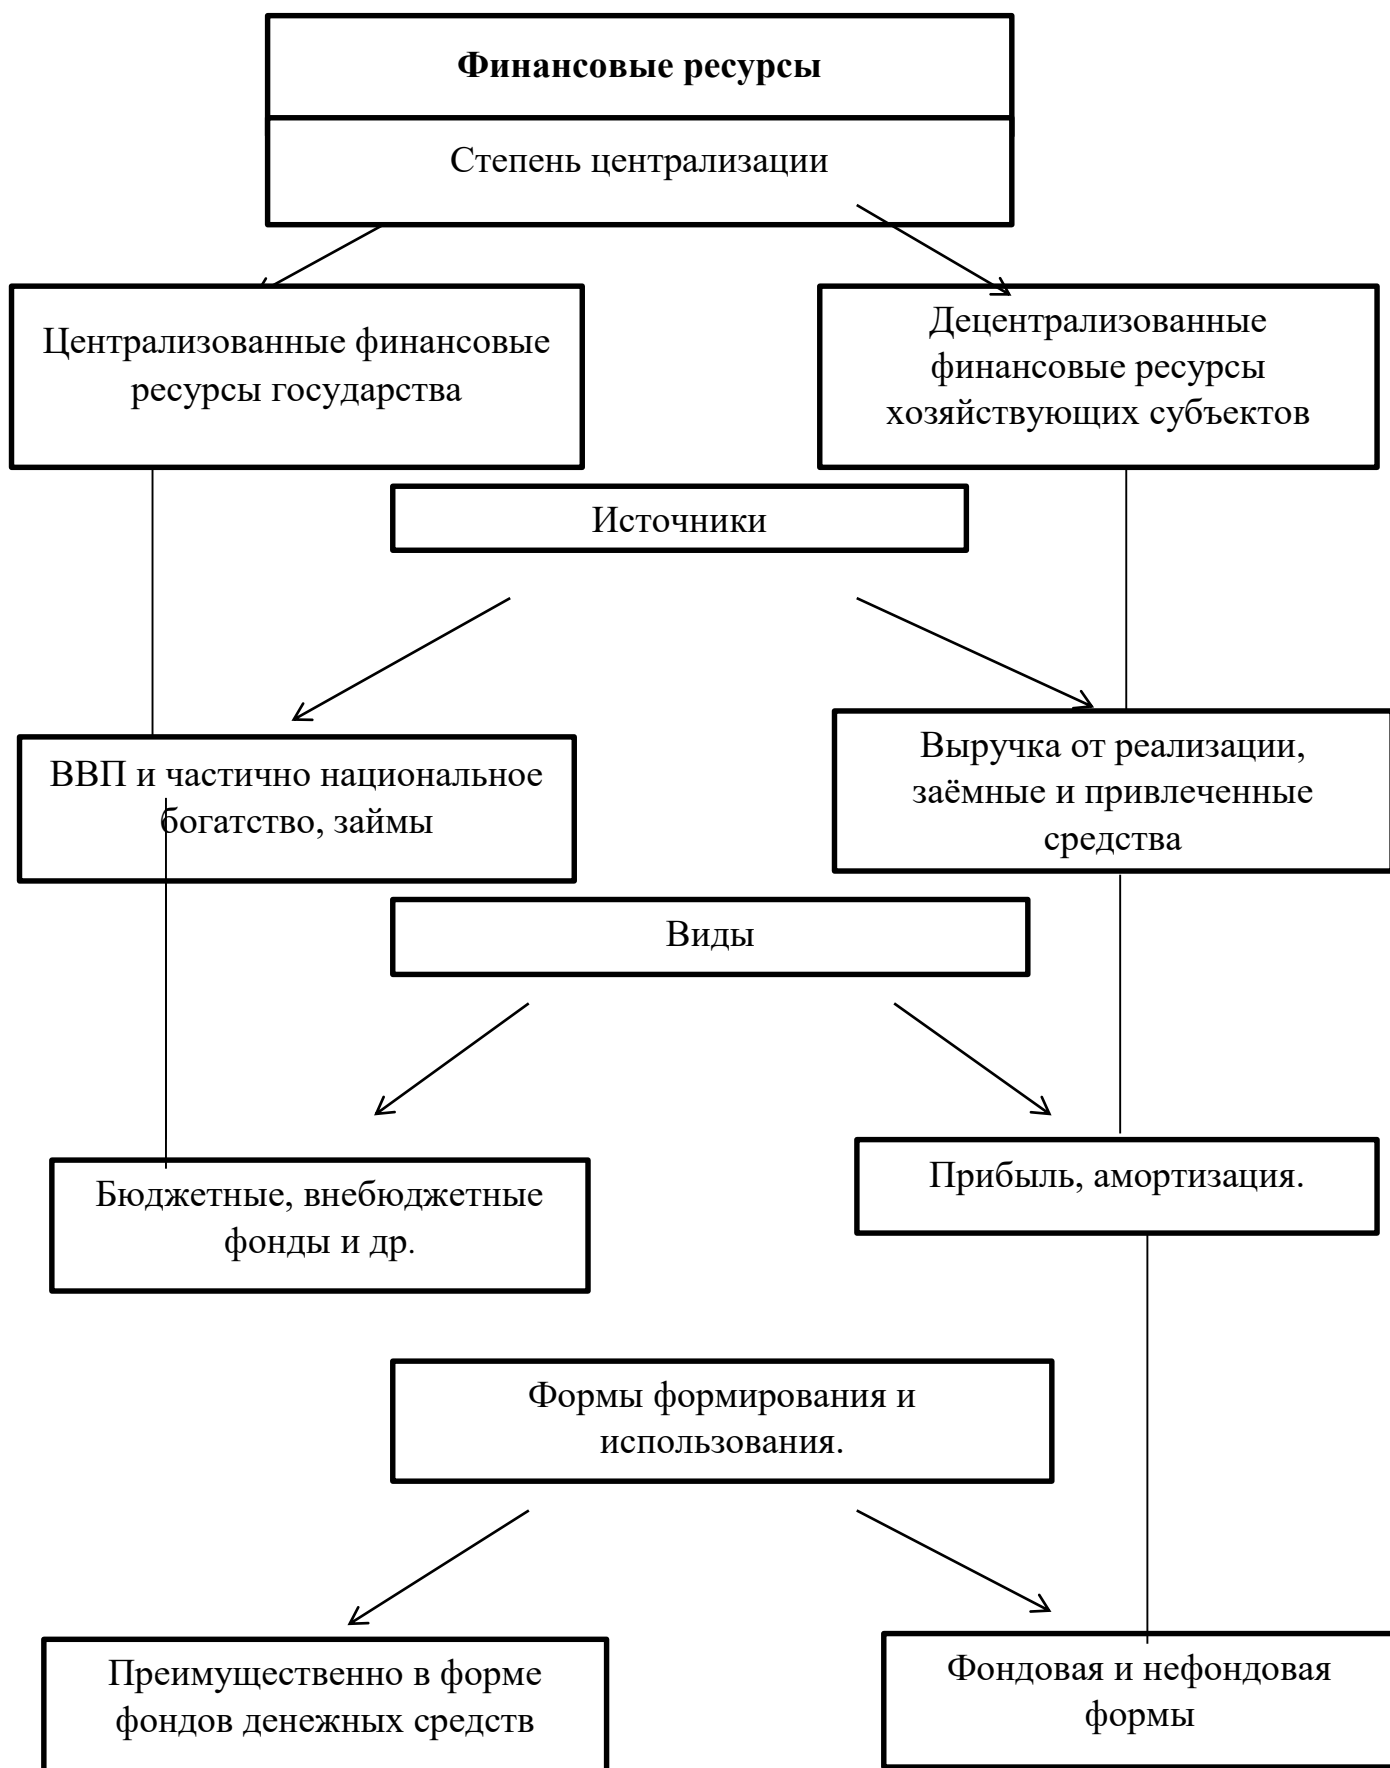 Финансовые ресурсы
Степень централизации
Централизованные финансовые
ресурсы государства
Децентрализованные
финансовые ресурсы
хозяйствующих субъектов
Источники
ВВП и частично национальное
богатство, займы
Выручка от реализации,
заёмные и привлеченные
средства
Виды
Бюджетные, внебюджетные
фонды и др.
Прибыль, амортизация.
Формы формирования и
использования.
Преимущественно в форме
фондов денежных средств
Фондовая и нефондовая
формы